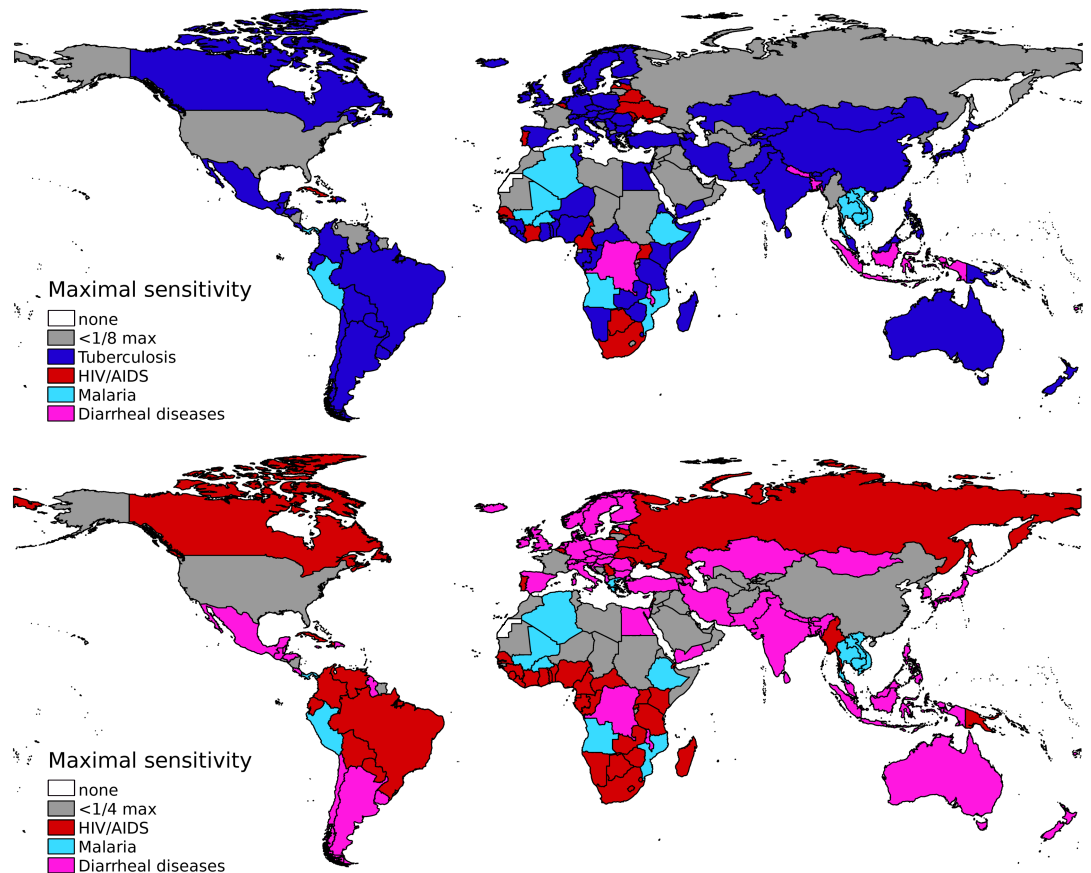 Maximal sensitivity
none
<1/8 max
Tuberculosis
HIV/AIDS
Malaria
Diarrheal diseases
Maximal sensitivity
none
<1/4 max
HIV/AIDS
Malaria
Diarrheal diseases